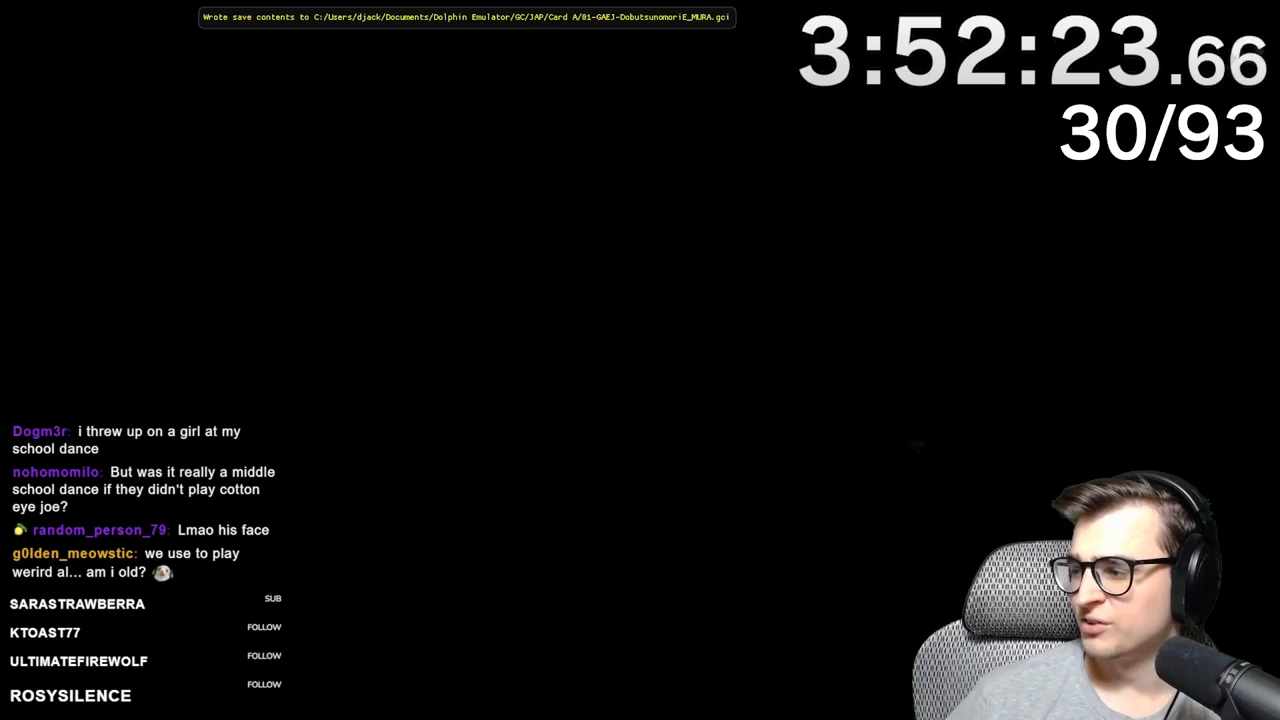 Wrote save contents to C:/Users/djack/Documents/Dolphin Emulator/GC/JAP/Card A/01-GAEJ-DobutsunomoriE_MURA.gci
3:52:23.66
30/93
Dogm3r: i threw up on a girl at my
school dance
nohomomilo: But was it really a middle
school dance if they didn't play cotton
eye joe?
random_person_79: Lmao his face
g0lden_meowstic: we use to play
werird al... am i old?
SARASTRAWBERRA SUB
KTOAST77 FOLLOW
ULTIMATEFIREWOLF FOLLOW
ROSYSILENCE FOLLOW